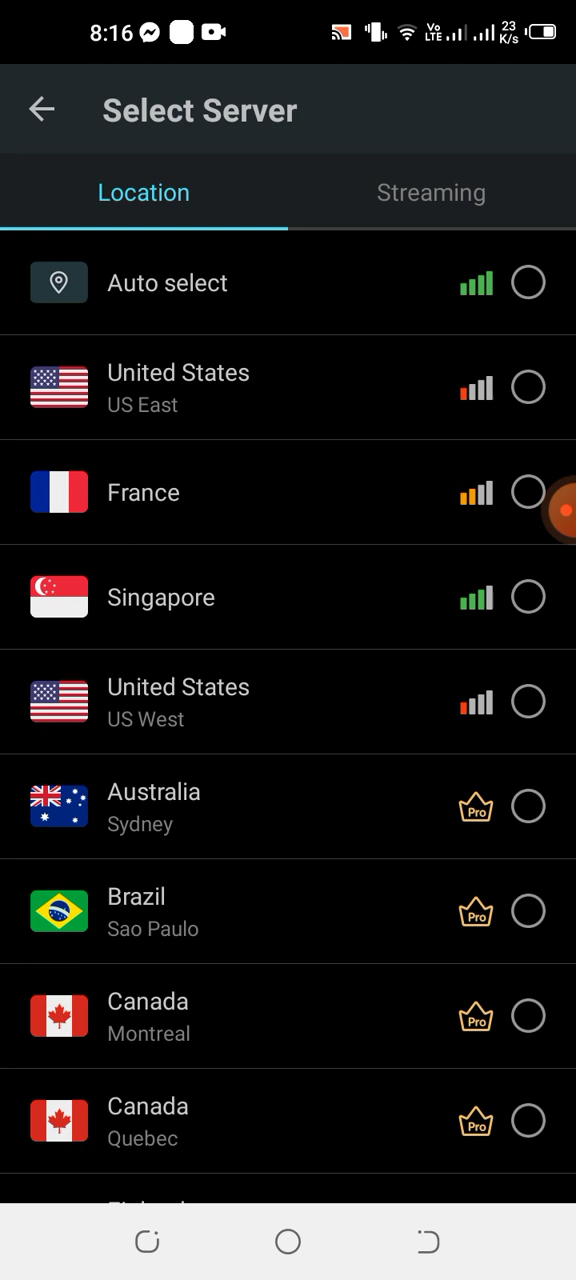 8:16
Vo
LTE
23
K/s
Select Server
Location
Streaming
Auto select
United States
US East
France
Singapore
United States
US West
Australia
Sydney
Pro
Brazil
Sao Paulo
Pro
Canada
Montreal
Pro
Canada
Quebec
Pro